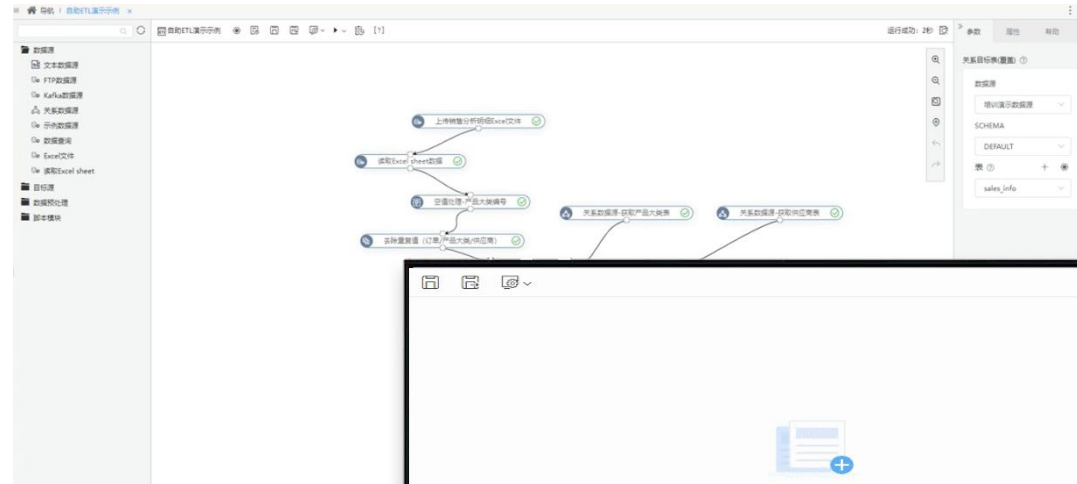 导航 自助ETL演示示例 ×
自助ETL演示示例
[?]
运行成功: 2秒
参数 属性 帮助
数据源
文本数据源
FTP数据源
Kafka数据源
关系数据源
示例数据源
数据查询
Excel文件
读取Excel sheet
目标源
数据预处理
脚本模块
上传销售分析明细Excel文件
读取Excel sheet数据
空值处理-产品大类编号
关系数据源-获取产品大类表
关系数据源-获取供应商表
去除重复值（订单/产品大类/供应商）
关系目标表(覆盖)
数据源
培训演示数据源
SCHEMA
DEFAULT
表
sales_info